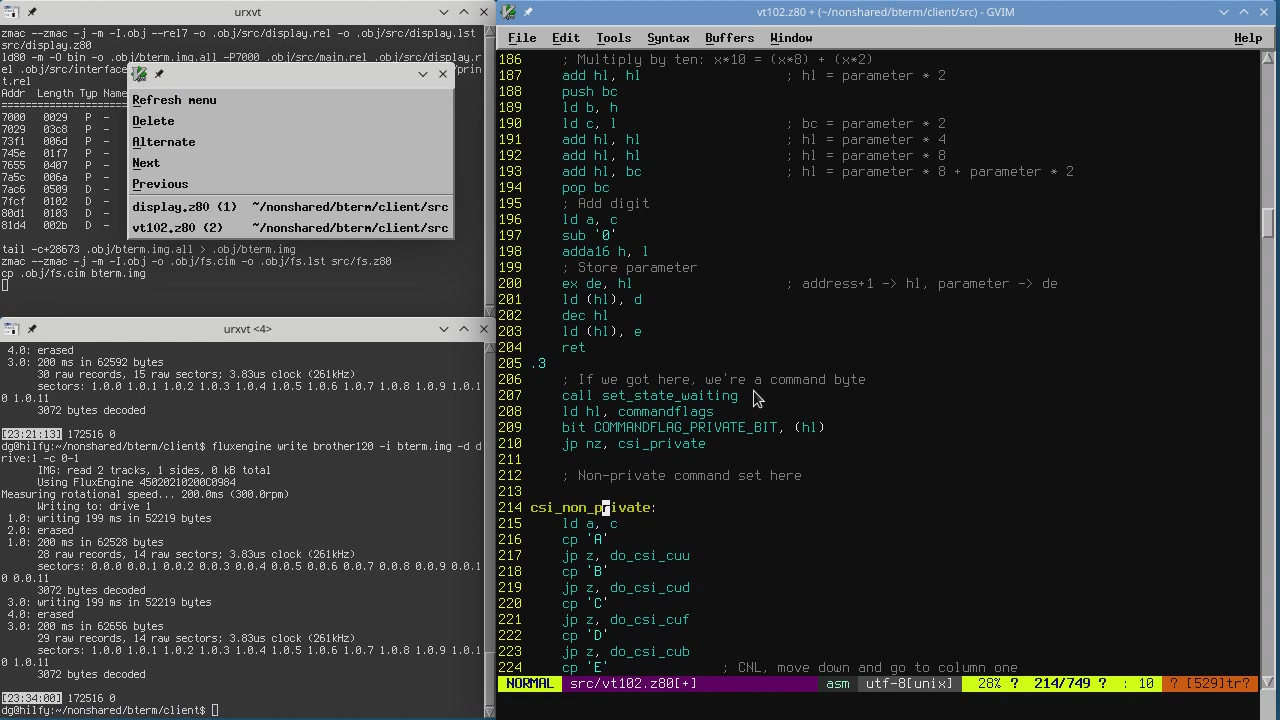 urxvt
zmac --zmac -j -m -I.obj --rel7 -o .obj/src/display.rel -o .obj/src/display.lst
src/display.z80
ld80 -m -O bin -o .obj/bterm.img.all -P7000 .obj/src/main.rel .obj/src/display.r
el .obj/src/interface
t.rel
/prin
Addr  Length Typ Name
7000  0029  P  -
7029  03c8  P  -
73f1  006d  P  -
745e  01f7  P  -
7655  0407  P  -
7a5c  006a  P  -
7ac6  0509  D  -
7fcf  0102  D  -
80d1  0103  D  -
81d4  002b  D  -
tail -c+28673 .obj/bterm.img.all > .obj/bterm.img
zmac --zmac -j -m -I.obj -o .obj/fs.cim -o .obj/fs.lst src/fs.z80
cp .obj/fs.cim bterm.img
Refresh menu
Delete
Alternate
Next
Previous
display.z80 (1)  ~/nonshared/bterm/client/src
vt102.z80 (2)    ~/nonshared/bterm/client/src
urxvt <4>
4.0: erased
3.0: 200 ms in 62592 bytes
30 raw records, 15 raw sectors; 3.83us clock (261kHz)
sectors: 1.0.0 1.0.1 1.0.2 1.0.3 1.0.4 1.0.5 1.0.6 1.0.7 1.0.8 1.0.9 1.0.1
0 1.0.11
3072 bytes decoded
[23:21:13] 172516 0
dg@hilfy:~/nonshared/bterm/client$ fluxengine write brother120 -i bterm.img -d d
rive:1 -c 0-1
IMG: read 2 tracks, 1 sides, 0 kB total
Using FluxEngine 4502021020OC0984
Measuring rotational speed... 200.0ms (300.0rpm)
Writing to: drive 1
1.0: writing 199 ms in 52219 bytes
2.0: erased
1.0: 200 ms in 62528 bytes
28 raw records, 14 raw sectors; 3.83us clock (261kHz)
sectors: 0.0.0 0.0.1 0.0.2 0.0.3 0.0.4 0.0.5 0.0.6 0.0.7 0.0.8 0.0.9 0.0.1
0 0.0.11
3072 bytes decoded
3.0: writing 199 ms in 52219 bytes
4.0: erased
3.0: 200 ms in 62656 bytes
29 raw records, 14 raw sectors; 3.83us clock (261kHz)
sectors: 1.0.0 1.0.1 1.0.2 1.0.3 1.0.4 1.0.5 1.0.6 1.0.7 1.0.8 1.0.9 1.0.1
0 1.0.11
3072 bytes decoded
[23:34:00] 172516 0
dg@hilfy:~/nonshared/bterm/client$
vt102.z80 + (~/nonshared/bterm/client/src) - GVIM
File Edit Tools Syntax Buffers Window Help
186     ; Multiply by ten: x*10 = (x*8) + (x*2)
187     add hl, hl                  ; hl = parameter * 2
188     push bc
189     ld b, h
190     ld c, l                     ; bc = parameter * 2
191     add hl, hl                  ; hl = parameter * 4
192     add hl, hl                  ; hl = parameter * 8
193     add hl, bc                  ; hl = parameter * 8 + parameter * 2
194     pop bc
195     ; Add digit
196     ld a, c
197     sub '0'
198     adda16 h, l
199     ; Store parameter
200     ex de, hl                   ; address+1 -> hl, parameter -> de
201     ld (hl), d
202     dec hl
203     ld (hl), e
204     ret
205 .3
206     ; If we got here, we're a command byte
207     call set_state_waiting
208     ld hl, commandflags
209     bit COMMANDFLAG_PRIVATE_BIT, (hl)
210     jp nz, csi_private
211
212     ; Non-private command set here
213
214 csi_non_private:
215     ld a, c
216     cp 'A'
217     jp z, do_csi_cuu
218     cp 'B'
219     jp z, do_csi_cud
220     cp 'C'
221     jp z, do_csi_cuf
222     cp 'D'
223     jp z, do_csi_cub
224     cp 'E'              ; CNL, move down and go to column one
NORMAL src/vt102.z80[+] asm utf-8[unix] 28% ? 214/749 ? : 10 ? [529]tr?